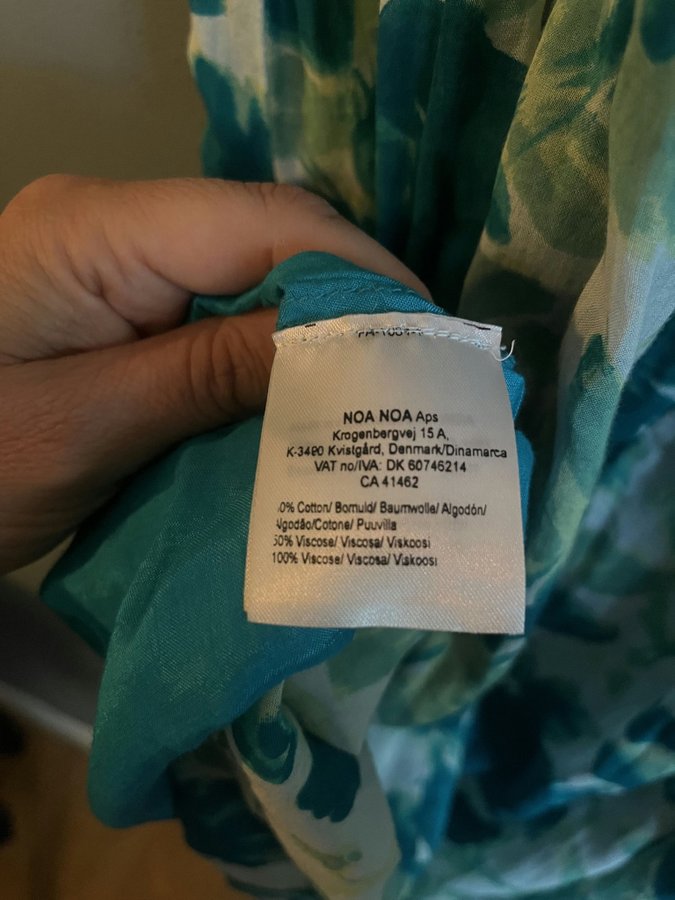 NOA NOA Aps
Krogenbergvej 15 A,
K-3490 Kvistgård, Denmark/Dinamarca
VAT no/IVA: DK 60746214
CA 41462
0% Cotton/ Bomuld/ Baumwolle/ Algodón/
Algodão/Cotone/ Puuvilla
50% Viscose/ Viscosa/ Viskoosi
100% Viscose/ Viscosa/ Viskoosi